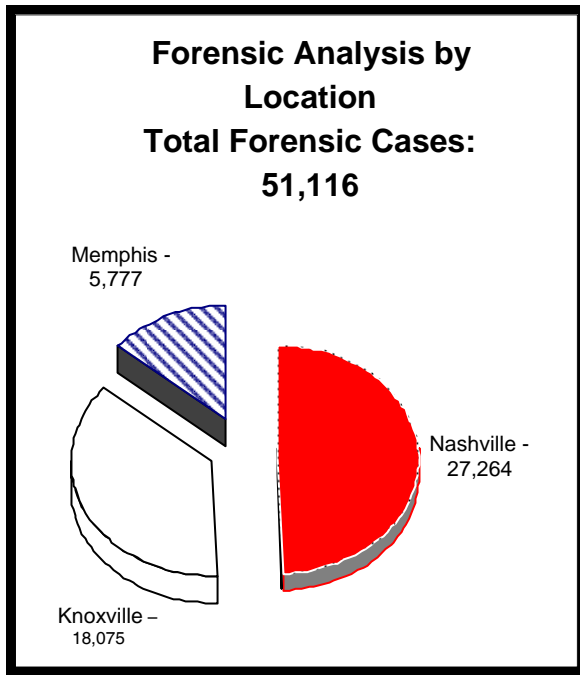 Forensic Analysis by
Location
Total Forensic Cases:
51,116
Memphis -
5,777
Nashville -
27,264
Knoxville –
18,075